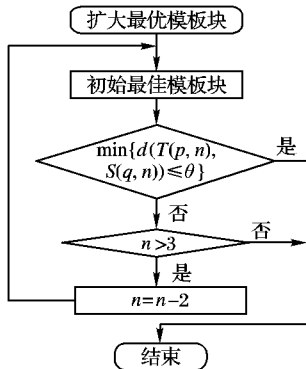 扩大最优模板块
初始最佳模板块
min{d(T(p, n),
S(q, n))≤θ}
是
否
n>3
否
是
n=n−2
结束